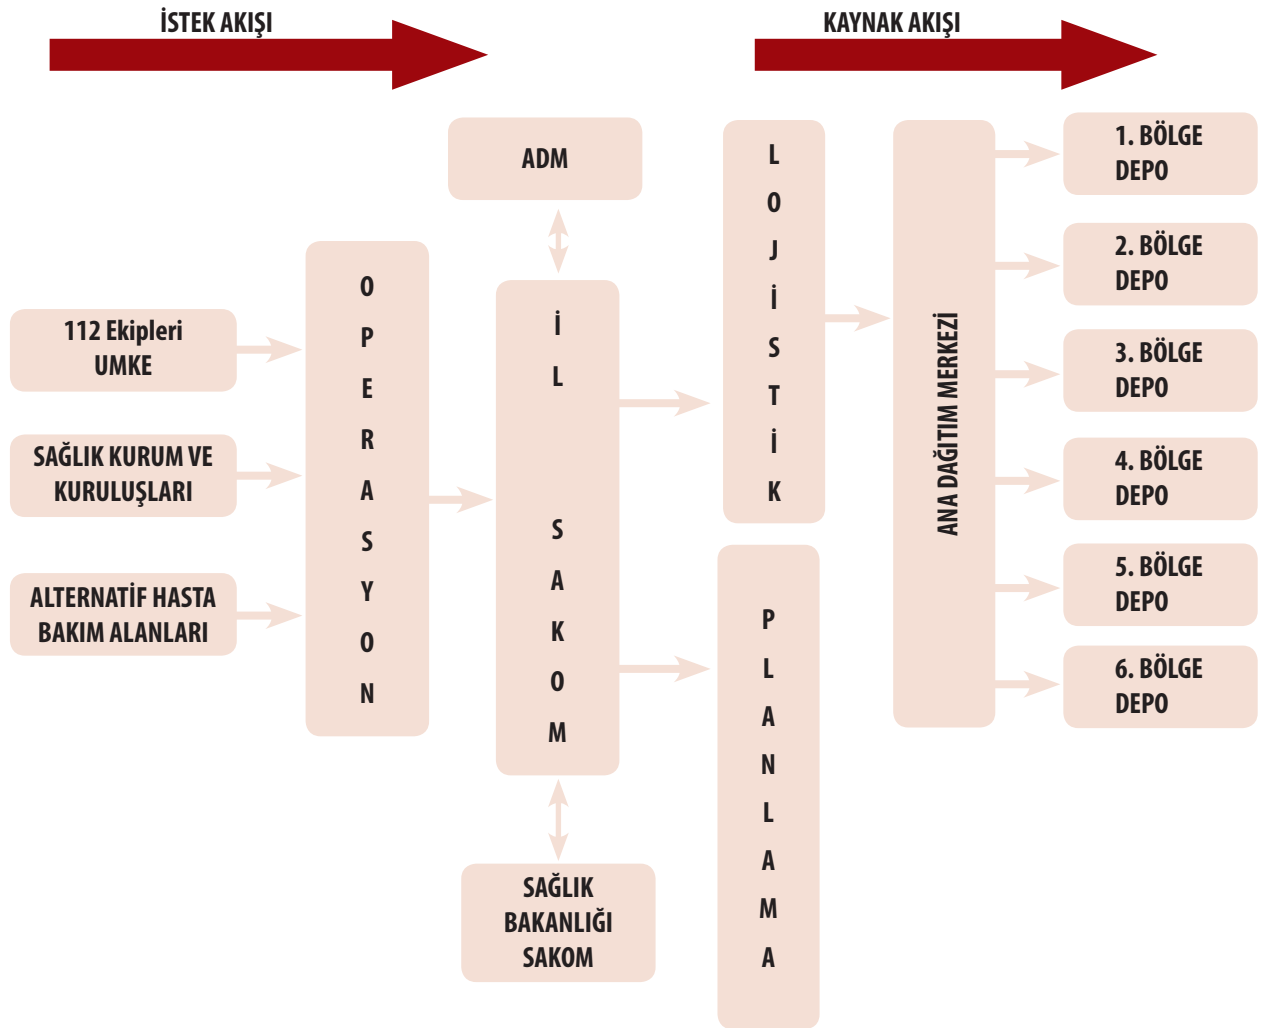 İSTEK AKIŞI
KAYNAK AKIŞI
112 Ekipleri
UMKE
SAĞLIK KURUM VE
KURULUŞLARI
ALTERNATİF HASTA
BAKIM ALANLARI
O
P
E
R
A
S
Y
O
N
ADM
İ
L
S
A
K
O
M
SAĞLIK
BAKANLIĞI
SAKOM
L
O
J
İ
S
T
İ
K
P
L
A
N
L
A
M
A
ANA DAĞITIM MERKEZİ
1. BÖLGE
DEPO
2. BÖLGE
DEPO
3. BÖLGE
DEPO
4. BÖLGE
DEPO
5. BÖLGE
DEPO
6. BÖLGE
DEPO